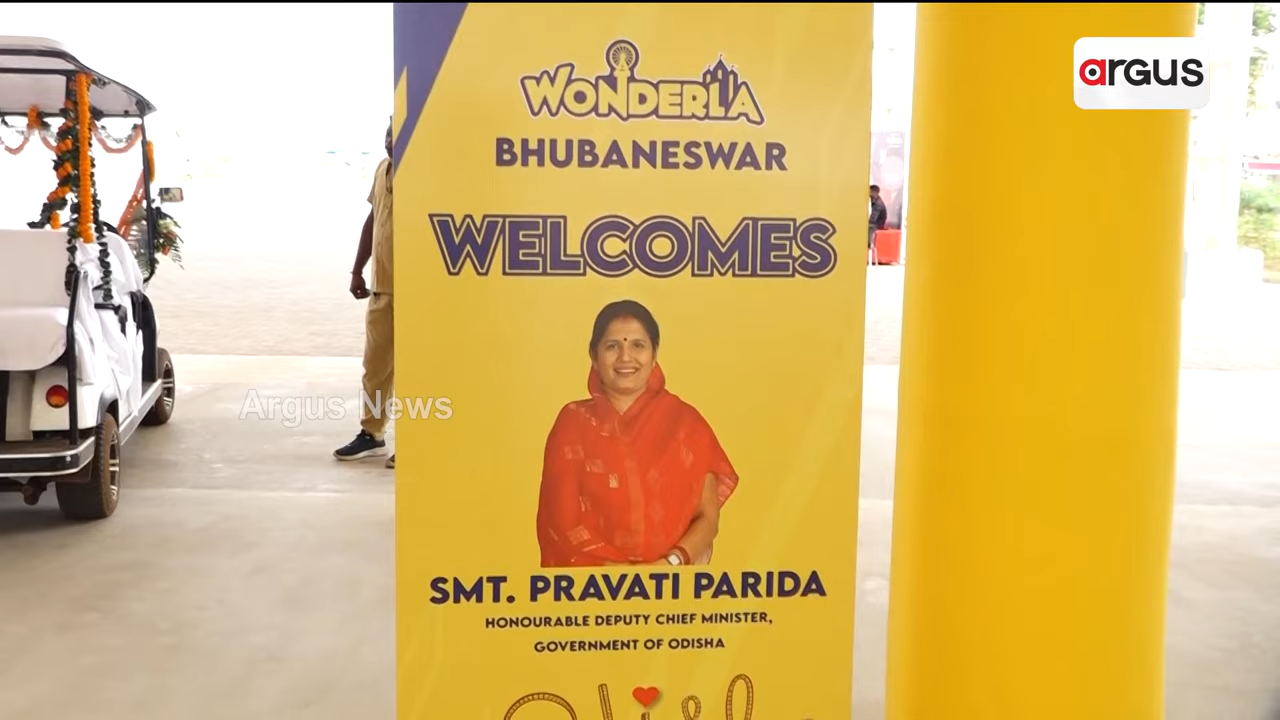 WONDERLA
BHUBANESWAR
WELCOMES
SMT. PRAVATI PARIDA
HONOURABLE DEPUTY CHIEF MINISTER,
GOVERNMENT OF ODISHA
argus
Argus News